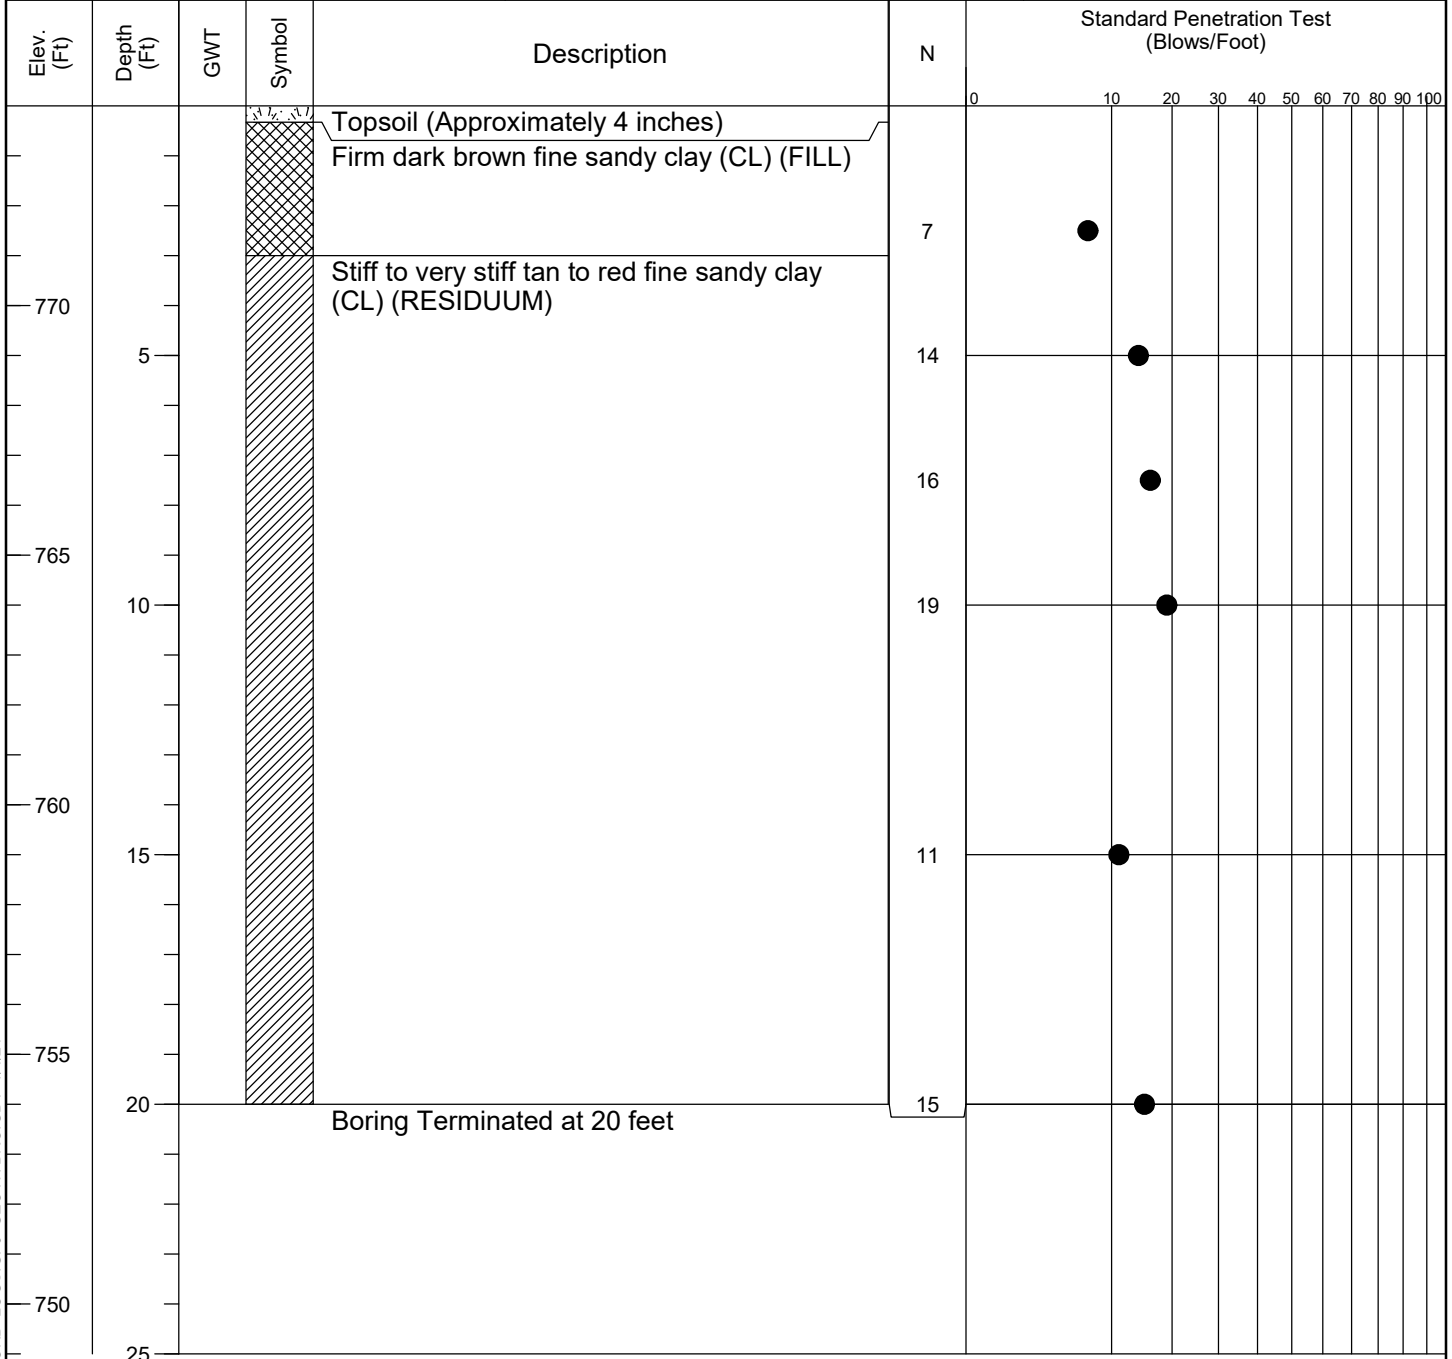 Elev.
(Ft)
Depth
(Ft)
GWT
Symbol
Description
N
Standard Penetration Test
(Blows/Foot)
0 10 20 30 40 50 60 70 80 90 100
Topsoil (Approximately 4 inches)
Firm dark brown fine sandy clay (CL) (FILL)
7
Stiff to very stiff tan to red fine sandy clay
(CL) (RESIDUUM)
770
5
14
16
765
10
19
760
15
11
755
20
15
Boring Terminated at 20 feet
750
25